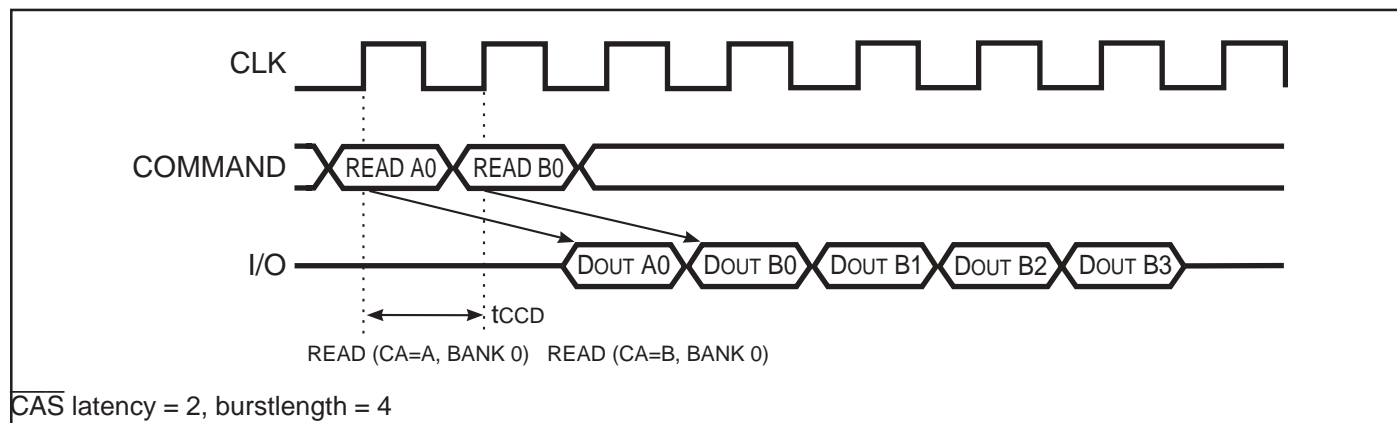 CLK
COMMAND READ A0 READ B0
I/O DOUT A0 DOUT B0 DOUT B1 DOUT B2 DOUT B3
tCCD
READ (CA=A, BANK 0) READ (CA=B, BANK 0)
C̅A̅S̅ latency = 2, burstlength = 4